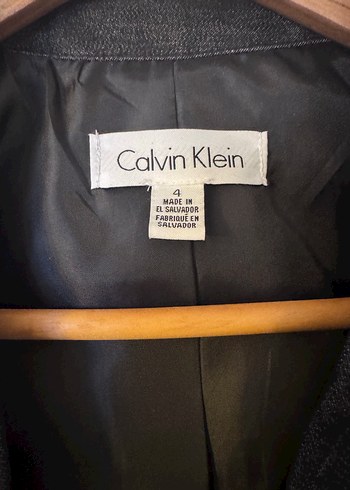 Calvin Klein
4
MADE IN
EL SALVADOR
FABRIQUÉ EN
SALVADOR